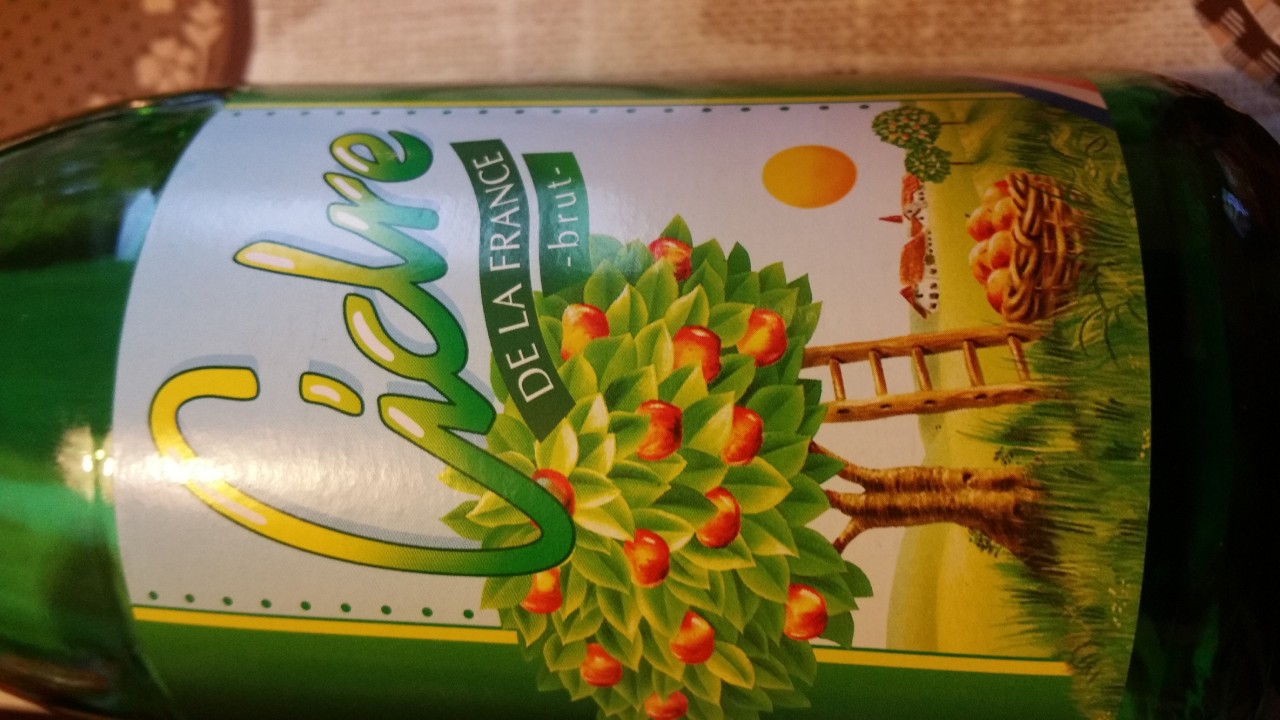 Cidre
DE LA FRANCE
-brut-